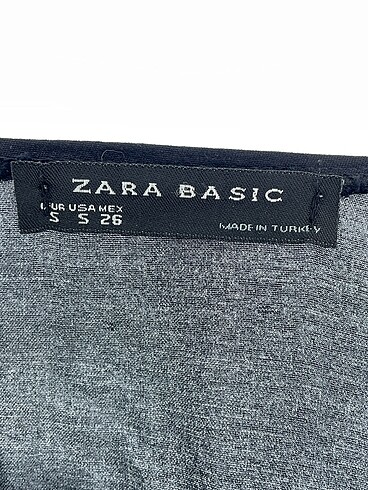 ZARA BASIC
EUR USA MEX
S S 26
MADE IN TURKEY